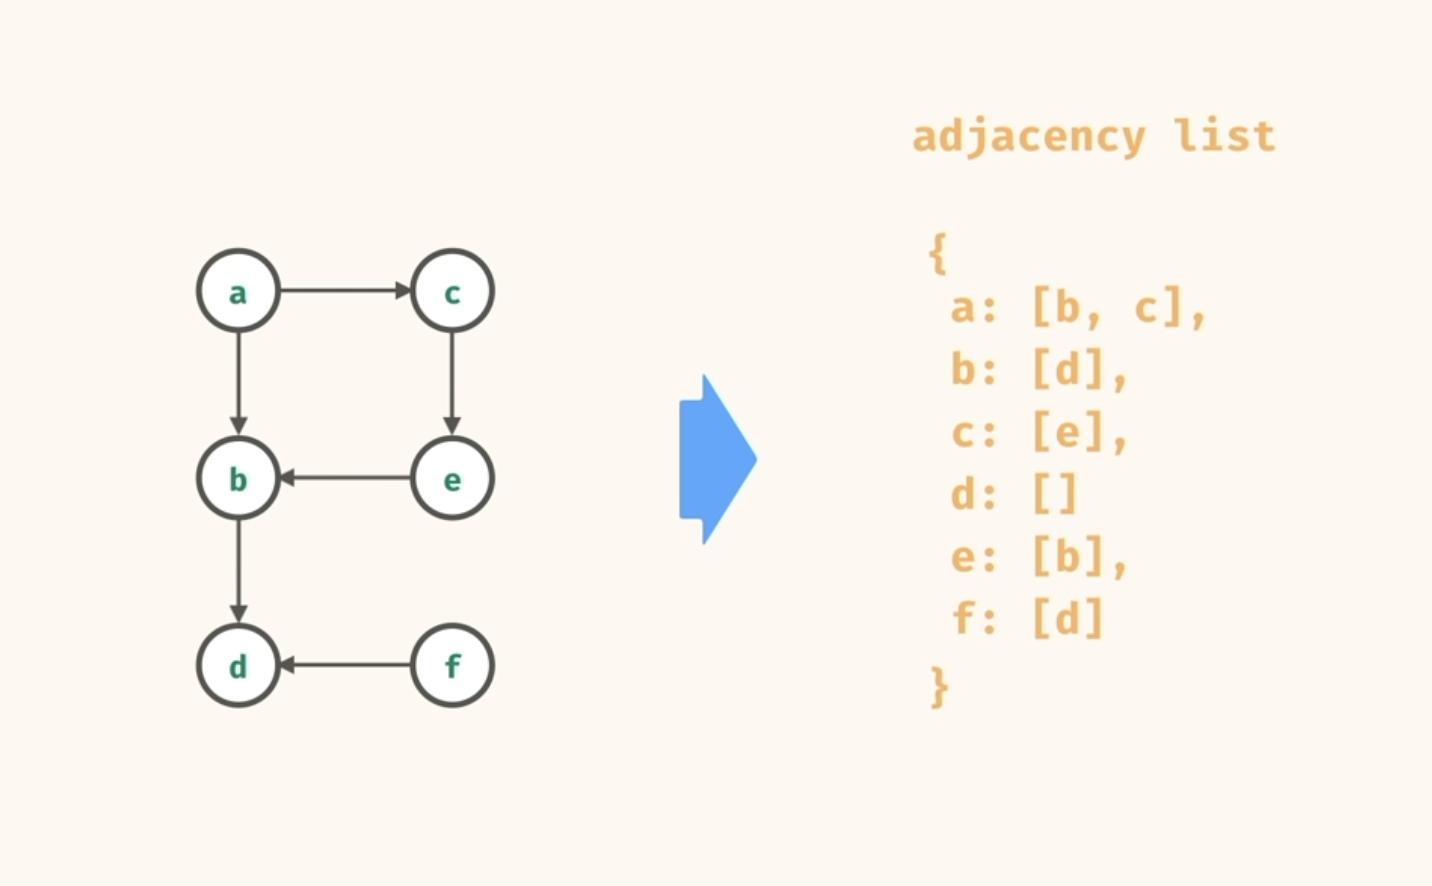 adjacency list
a
c
b
e
d
f
{
a: [b, c],
b: [d],
c: [e],
d: []
e: [b],
f: [d]
}